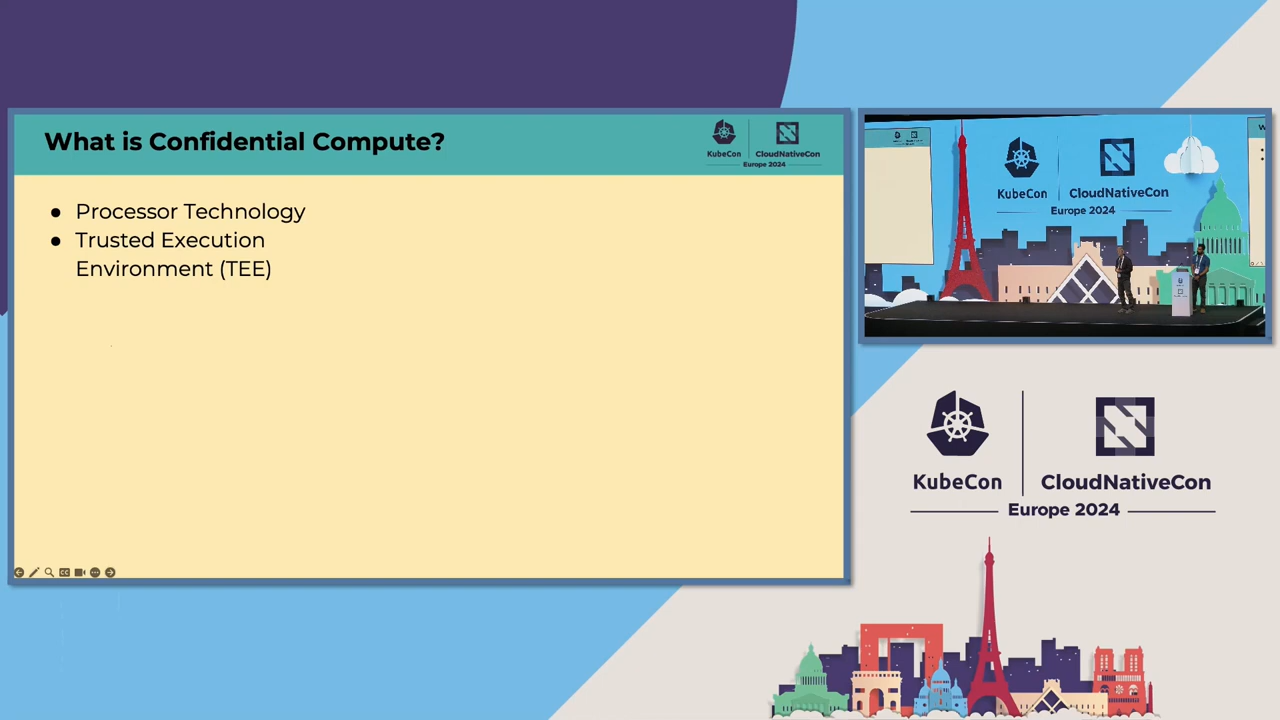 What is Confidential Compute?
KubeCon
CloudNativeCon
Europe 2024
● Processor Technology
● Trusted Execution
Environment (TEE)
KubeCon
CloudNativeCon
Europe 2024
KubeCon
CloudNativeCon
Europe 2024